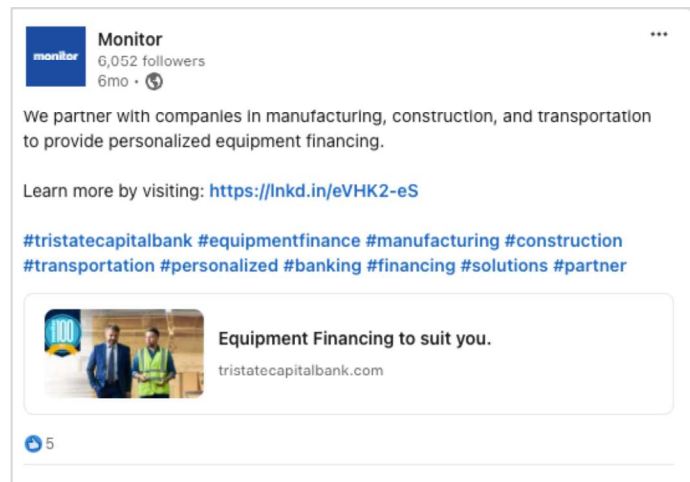 monitor
Monitor
6,052 followers
6mo •
We partner with companies in manufacturing, construction, and transportation
to provide personalized equipment financing.
Learn more by visiting: https://lnkd.in/eVHK2-eS
#tristatecapitalbank #equipmentfinance #manufacturing #construction
#transportation #personalized #banking #financing #solutions #partner
100
Equipment Financing to suit you.
tristatecapitalbank.com
5